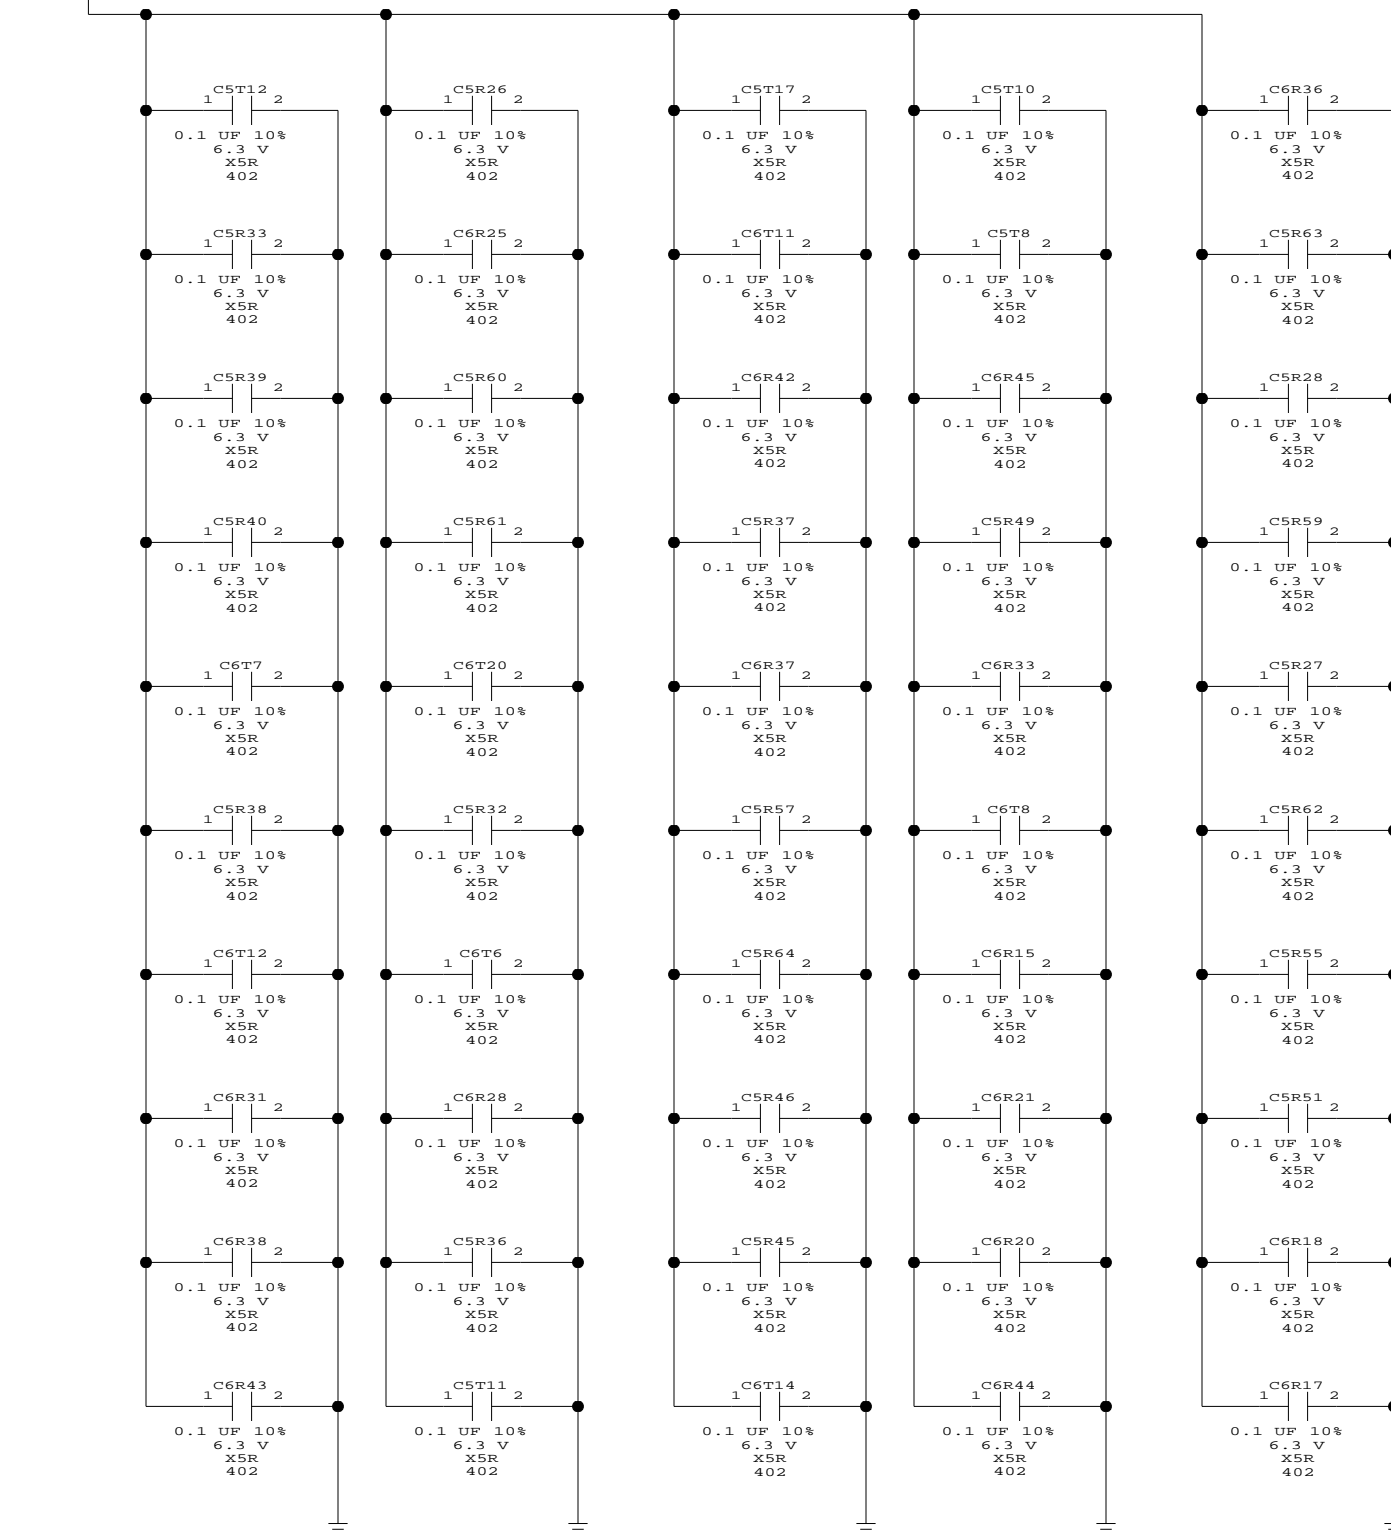 C5T12 C5R26 C5T17 C5T10 C6R36
1 2 1 2 1 2 1 2 1 2
0.1 UF 10% 0.1 UF 10% 0.1 UF 10% 0.1 UF 10% 0.1 UF 10%
6.3 V 6.3 V 6.3 V 6.3 V 6.3 V
X5R X5R X5R X5R X5R
402 402 402 402 402
C5R33 C6R25 C6T11 C5T8 C5R63
1 2 1 2 1 2 1 2 1 2
0.1 UF 10% 0.1 UF 10% 0.1 UF 10% 0.1 UF 10% 0.1 UF 10%
6.3 V 6.3 V 6.3 V 6.3 V 6.3 V
X5R X5R X5R X5R X5R
402 402 402 402 402
C5R39 C5R60 C6R42 C6R45 C5R28
1 2 1 2 1 2 1 2 1 2
0.1 UF 10% 0.1 UF 10% 0.1 UF 10% 0.1 UF 10% 0.1 UF 10%
6.3 V 6.3 V 6.3 V 6.3 V 6.3 V
X5R X5R X5R X5R X5R
402 402 402 402 402
C5R40 C5R61 C5R37 C5R49 C5R59
1 2 1 2 1 2 1 2 1 2
0.1 UF 10% 0.1 UF 10% 0.1 UF 10% 0.1 UF 10% 0.1 UF 10%
6.3 V 6.3 V 6.3 V 6.3 V 6.3 V
X5R X5R X5R X5R X5R
402 402 402 402 402
C6T7 C6T20 C6R37 C6R33 C5R27
1 2 1 2 1 2 1 2 1 2
0.1 UF 10% 0.1 UF 10% 0.1 UF 10% 0.1 UF 10% 0.1 UF 10%
6.3 V 6.3 V 6.3 V 6.3 V 6.3 V
X5R X5R X5R X5R X5R
402 402 402 402 402
C5R38 C5R32 C5R57 C6T8 C5R62
1 2 1 2 1 2 1 2 1 2
0.1 UF 10% 0.1 UF 10% 0.1 UF 10% 0.1 UF 10% 0.1 UF 10%
6.3 V 6.3 V 6.3 V 6.3 V 6.3 V
X5R X5R X5R X5R X5R
402 402 402 402 402
C6T12 C6T6 C5R64 C6R15 C5R55
1 2 1 2 1 2 1 2 1 2
0.1 UF 10% 0.1 UF 10% 0.1 UF 10% 0.1 UF 10% 0.1 UF 10%
6.3 V 6.3 V 6.3 V 6.3 V 6.3 V
X5R X5R X5R X5R X5R
402 402 402 402 402
C6R31 C6R28 C5R46 C6R21 C5R51
1 2 1 2 1 2 1 2 1 2
0.1 UF 10% 0.1 UF 10% 0.1 UF 10% 0.1 UF 10% 0.1 UF 10%
6.3 V 6.3 V 6.3 V 6.3 V 6.3 V
X5R X5R X5R X5R X5R
402 402 402 402 402
C6R38 C5R36 C5R45 C6R20 C6R18
1 2 1 2 1 2 1 2 1 2
0.1 UF 10% 0.1 UF 10% 0.1 UF 10% 0.1 UF 10% 0.1 UF 10%
6.3 V 6.3 V 6.3 V 6.3 V 6.3 V
X5R X5R X5R X5R X5R
402 402 402 402 402
C6R43 C5T11 C6T14 C6R44 C6R17
1 2 1 2 1 2 1 2 1 2
0.1 UF 10% 0.1 UF 10% 0.1 UF 10% 0.1 UF 10% 0.1 UF 10%
6.3 V 6.3 V 6.3 V 6.3 V 6.3 V
X5R X5R X5R X5R X5R
402 402 402 402 402